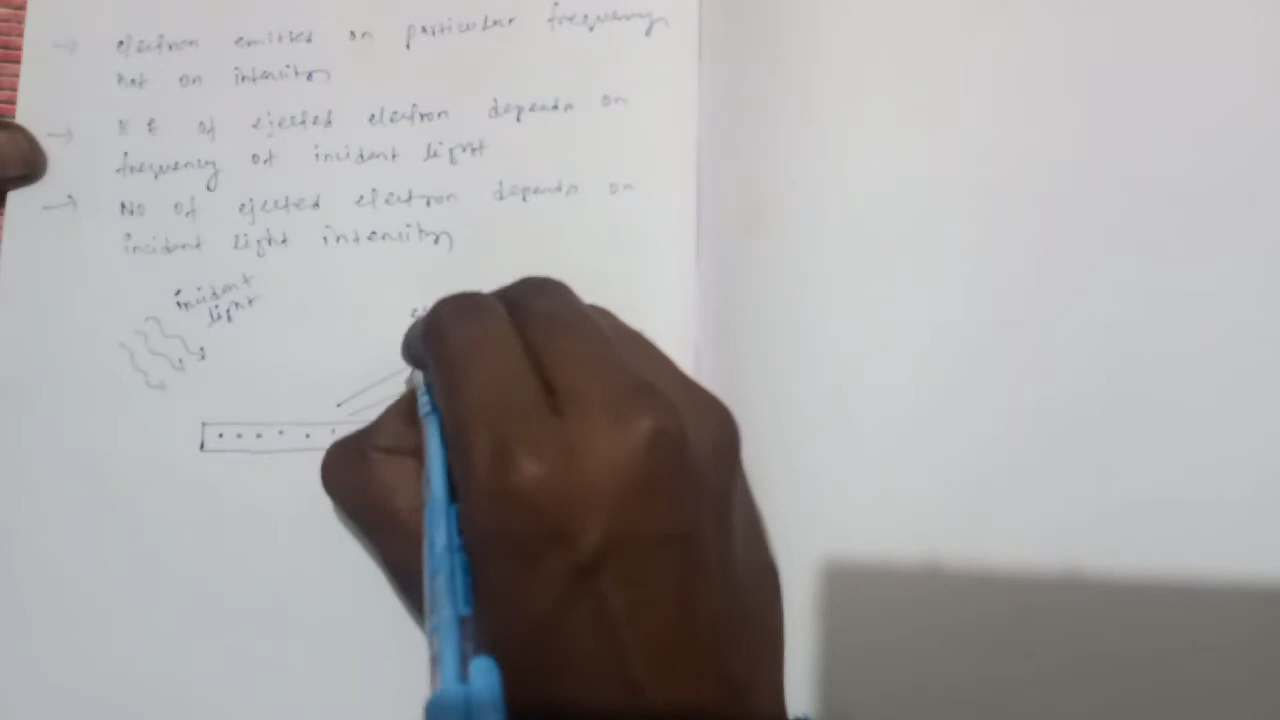 → electron emitted on particular frequency
not on intensity
→ K E of ejected electron depends on
frequency of incident light
→ No of ejected electron depends on
incident light intensity
incident
light